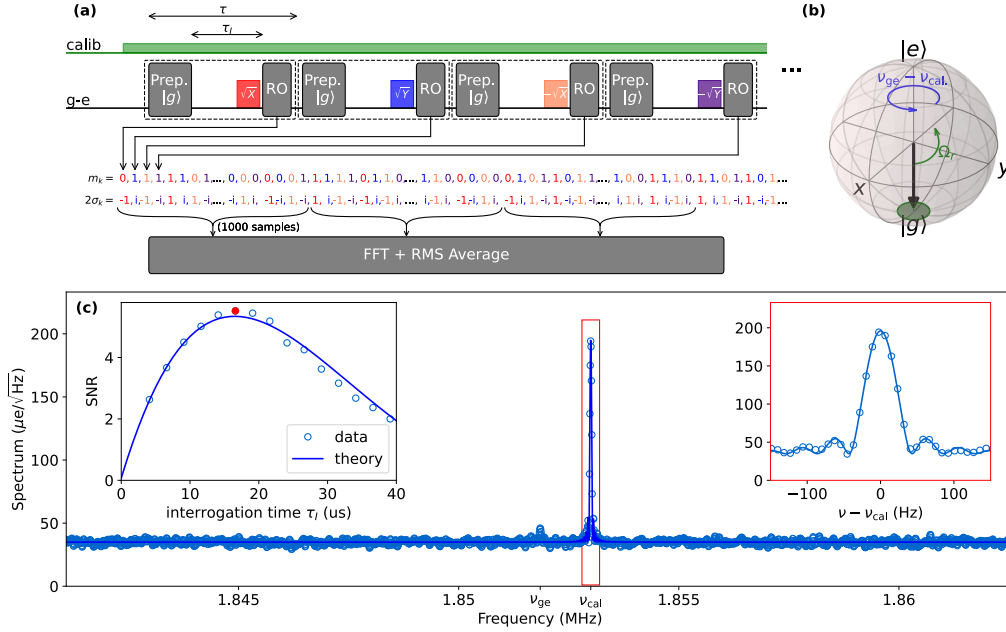 (a)
τ
τ_I
calib
g-e
Prep. |g⟩
√X
RO
Prep. |g⟩
√Y
RO
Prep. |g⟩
−√X
RO
Prep. |g⟩
−√Y
RO
...
m_k =
2σ_k =
(1000 samples)
FFT + RMS Average
(b)
|e⟩
ν_ge − ν_cal.
Ω_r
x
y
|g⟩
(c)
Spectrum (μe/√Hz)
200
150
100
50
0
1.845
1.85
ν_ge
ν_cal
1.855
1.86
Frequency (MHz)
SNR
4
2
0
0
10
20
30
40
interrogation time τ_I (us)
data
theory
200
150
100
50
0
−100
0
100
ν − ν_cal (Hz)